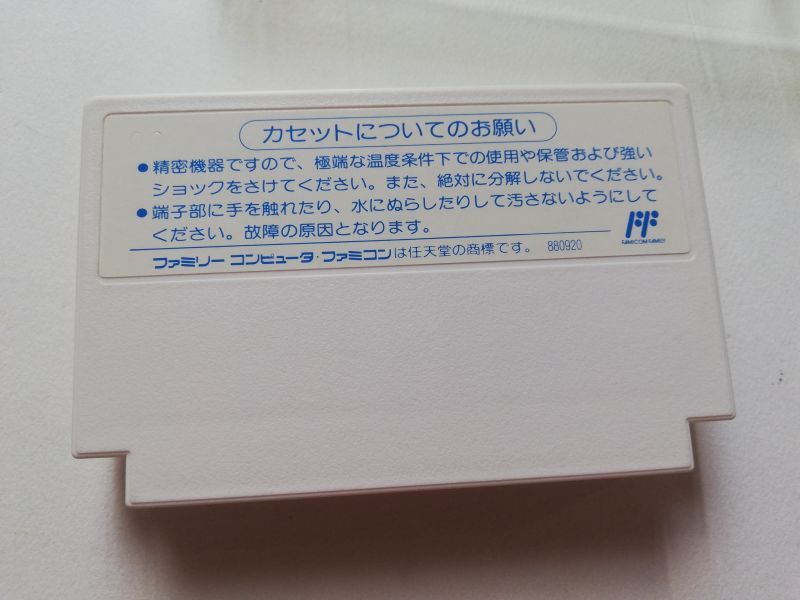 カセットについてのお願い
●精密機器ですので、極端な温度条件下での使用や保管および強い
ショックをさけてください。また、絶対に分解しないでください。
●端子部に手を触れたり、水にぬらしたりして汚さないようにして
ください。故障の原因となります。
FAMICOM FAMILY
ファミリー コンピュータ・ファミコンは任天堂の商標です。 880920